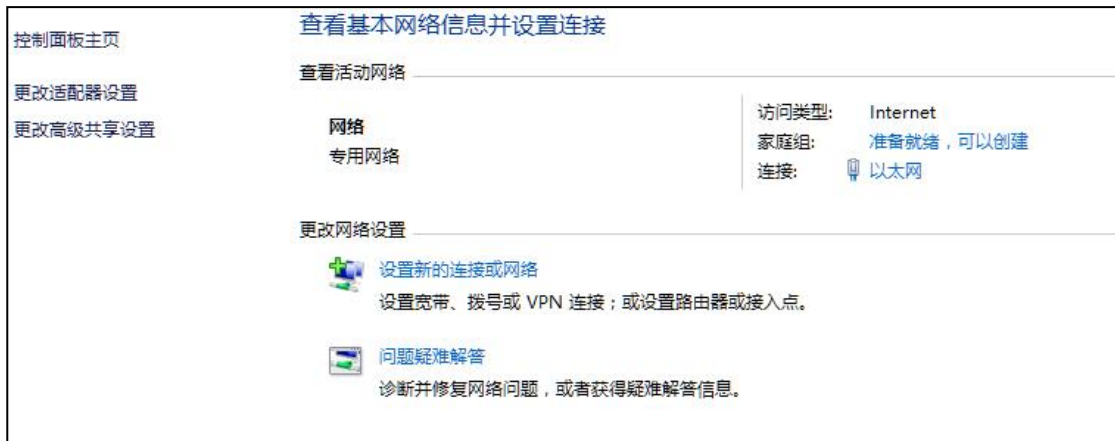 控制面板主页
更改适配器设置
更改高级共享设置
查看基本网络信息并设置连接
查看活动网络
网络
专用网络
访问类型: Internet
家庭组: 准备就绪，可以创建
连接: 以太网
更改网络设置
设置新的连接或网络
设置宽带、拨号或 VPN 连接；或设置路由器或接入点。
问题疑难解答
诊断并修复网络问题，或者获得疑难解答信息。